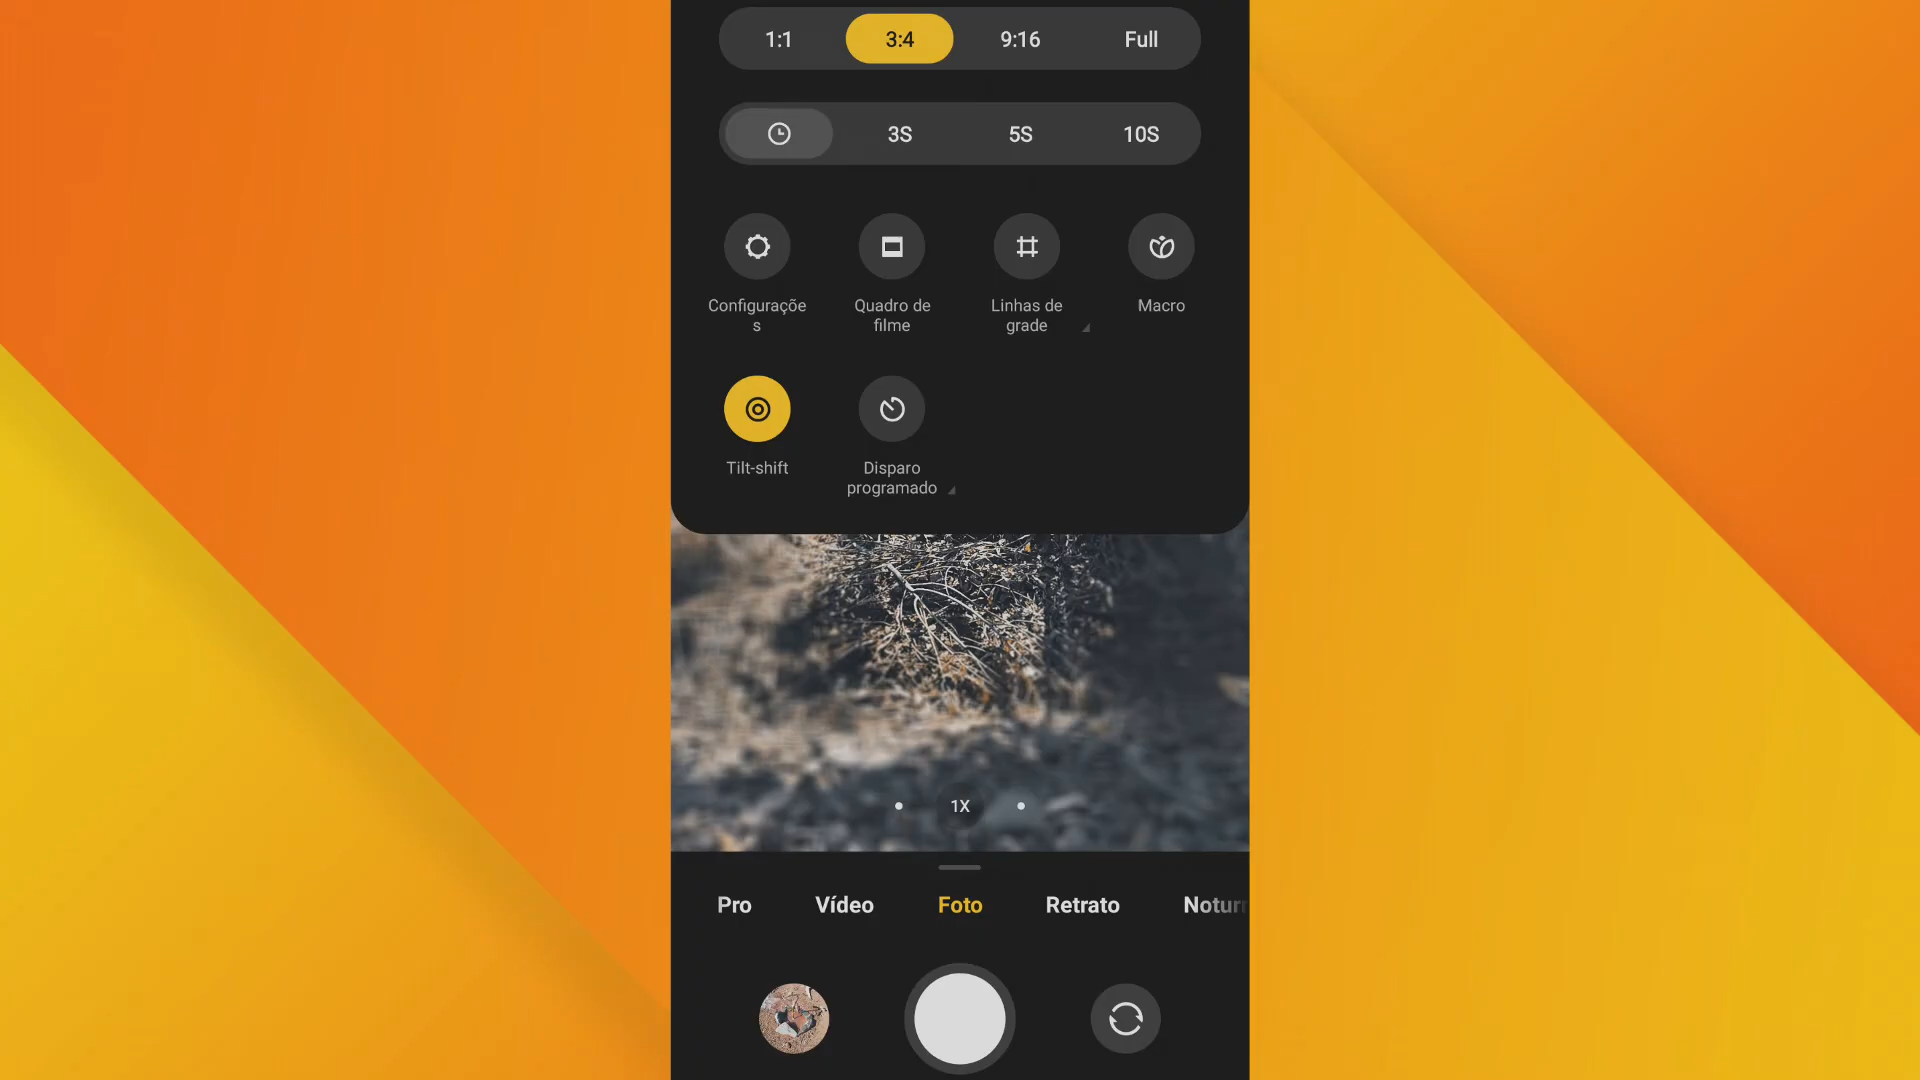 1:1 3:4 9:16 Full
3S 5S 10S
Configuraçõe
s
Quadro de
filme
Linhas de
grade
Macro
Tilt-shift
Disparo
programado
1X
Pro Vídeo Foto Retrato Noturn